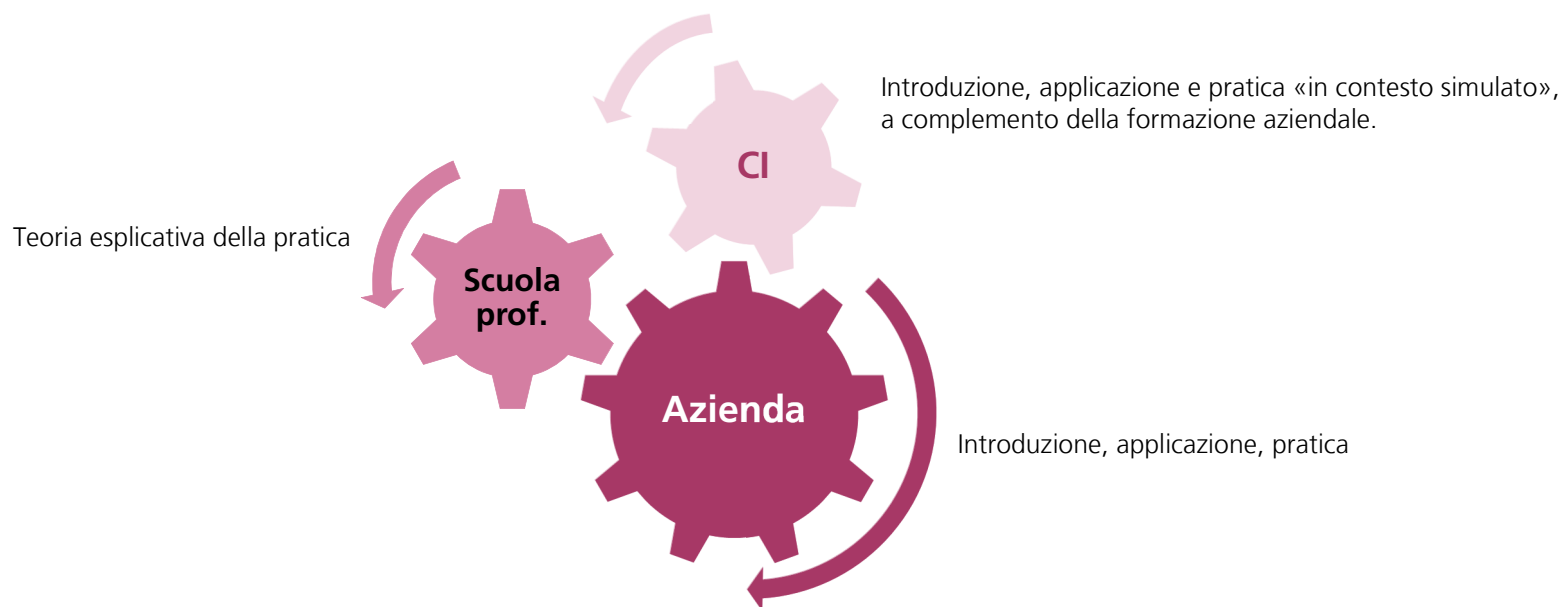 Introduzione, applicazione e pratica «in contesto simulato»,
a complemento della formazione aziendale.
CI
Teoria esplicativa della pratica
Scuola
prof.
Azienda
Introduzione, applicazione, pratica